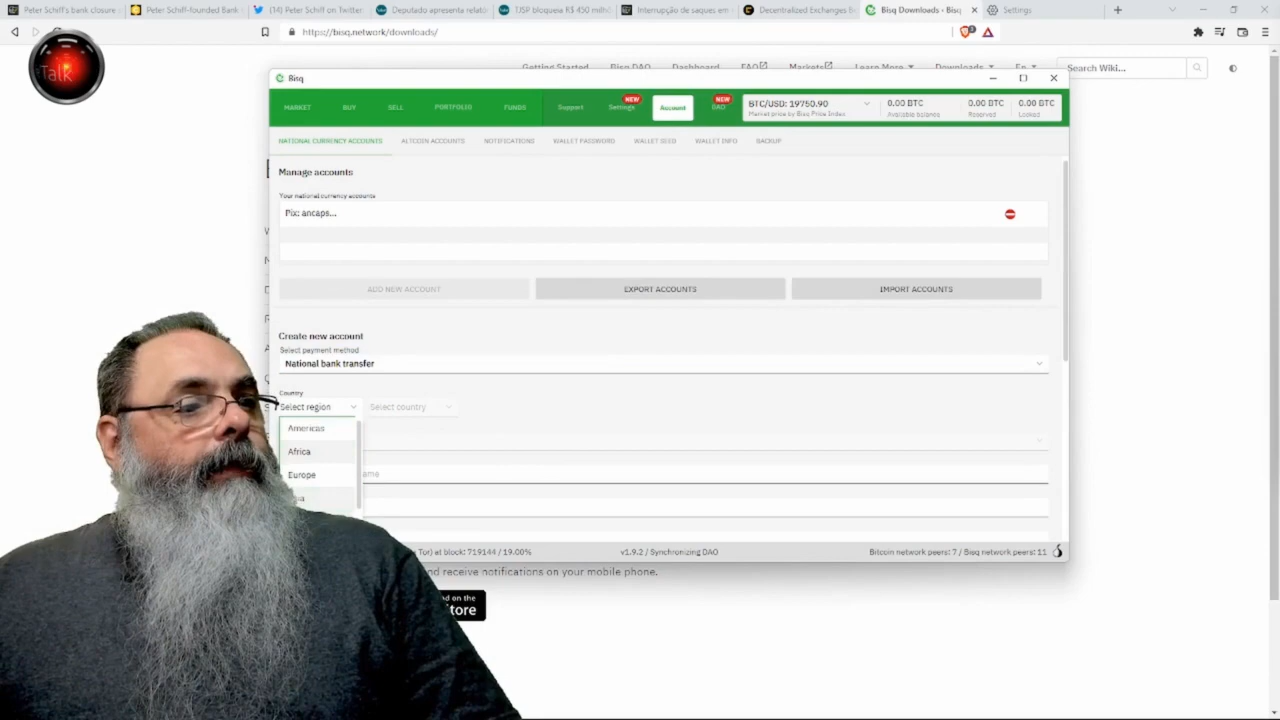 Peter Schiff's bank closure
Peter Schiff-founded Bank
(14) Peter Schiff on Twitter
Deputado apresenta relató
TJSP bloqueia R$ 450 milhõ
Interrupção de saques em
Decentralized Exchanges Be
Bisq Downloads - Bisq
Settings
https://bisq.network/downloads/
Talk
Getting Started Bisq DAO Dashboard FAQ Markets Learn More Downloads En
Search Wiki...
Bisq
MARKET BUY SELL PORTFOLIO FUNDS Support Settings NEW Account DAO NEW
BTC/USD: 19750.90
Market price by Bisq Price Index
0.00 BTC
Available balance
0.00 BTC
Reserved
0.00 BTC
Locked
NATIONAL CURRENCY ACCOUNTS ALTCOIN ACCOUNTS NOTIFICATIONS WALLET PASSWORD WALLET SEED WALLET INFO BACKUP
Manage accounts
Your national currency accounts
Pix: ancaps...
ADD NEW ACCOUNT EXPORT ACCOUNTS IMPORT ACCOUNTS
Create new account
Select payment method
National bank transfer
Country
Select region Select country
Americas
Africa
Europe
ame
Tor) at block: 719144 / 19.00%
v1.9.2 / Synchronizing DAO
Bitcoin network peers: 7 / Bisq network peers: 11
and receive notifications on your mobile phone.
on the
tore